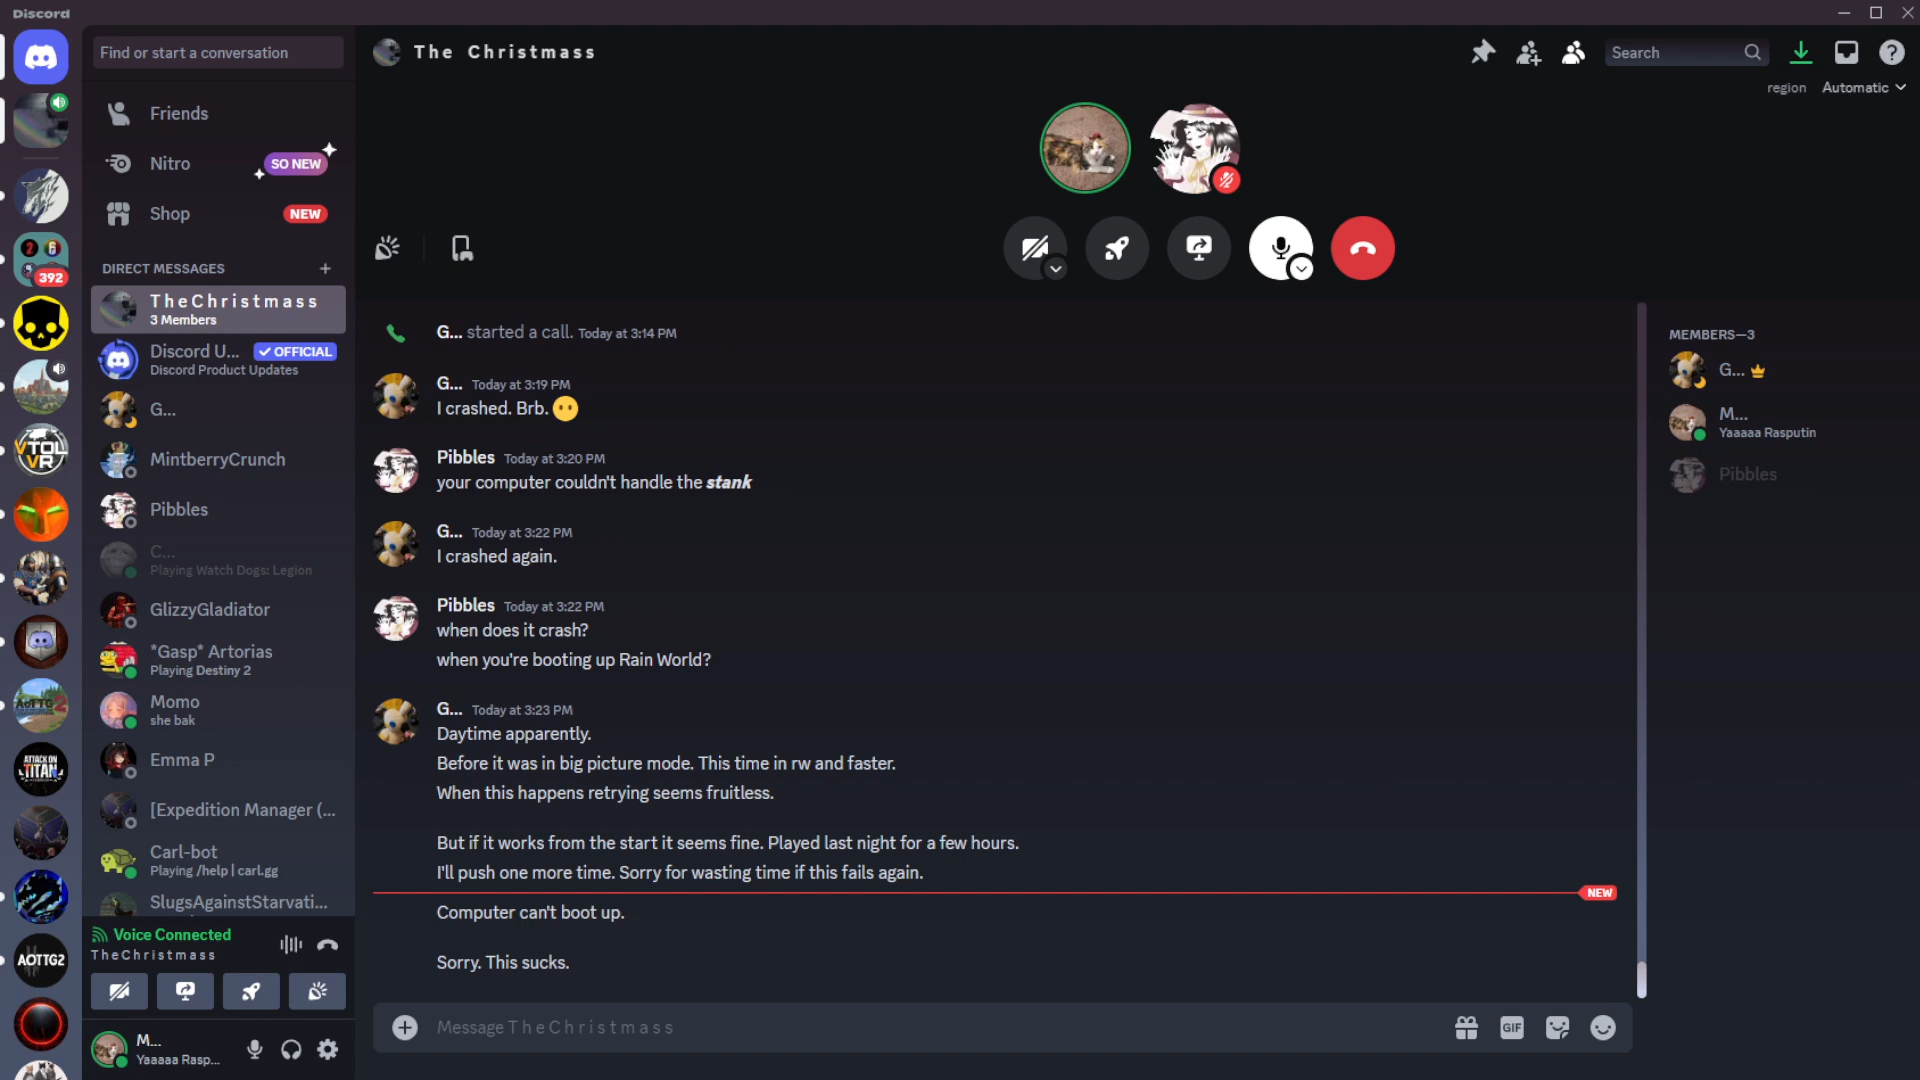 Discord
Find or start a conversation
The Christmass
Search
region Automatic
Friends
Nitro
SO NEW
Shop
NEW
DIRECT MESSAGES
TheChristmass
3 Members
Discord U... OFFICIAL
Discord Product Updates
G...
MintberryCrunch
Pibbles
C...
Playing Watch Dogs: Legion
GlizzyGladiator
*Gasp* Artorias
Playing Destiny 2
Momo
she bak
Emma P
[Expedition Manager (...
Carl-bot
Playing /help | carl.gg
SlugsAgainstStarvati...
392
VTOL
VR
AoTTG2
ATTACK ON
TITAN
AOTTG2
Voice Connected
TheChristmass
M...
Yaaaaa Rasp...
G... started a call. Today at 3:14 PM
G... Today at 3:19 PM
I crashed. Brb.
Pibbles Today at 3:20 PM
your computer couldn't handle the stank
G... Today at 3:22 PM
I crashed again.
Pibbles Today at 3:22 PM
when does it crash?
when you're booting up Rain World?
G... Today at 3:23 PM
Daytime apparently.
Before it was in big picture mode. This time in rw and faster.
When this happens retrying seems fruitless.
But if it works from the start it seems fine. Played last night for a few hours.
I'll push one more time. Sorry for wasting time if this fails again.
NEW
Computer can't boot up.
Sorry. This sucks.
Message TheChristmass
GIF
MEMBERS—3
G...
M...
Yaaaaa Rasputin
Pibbles